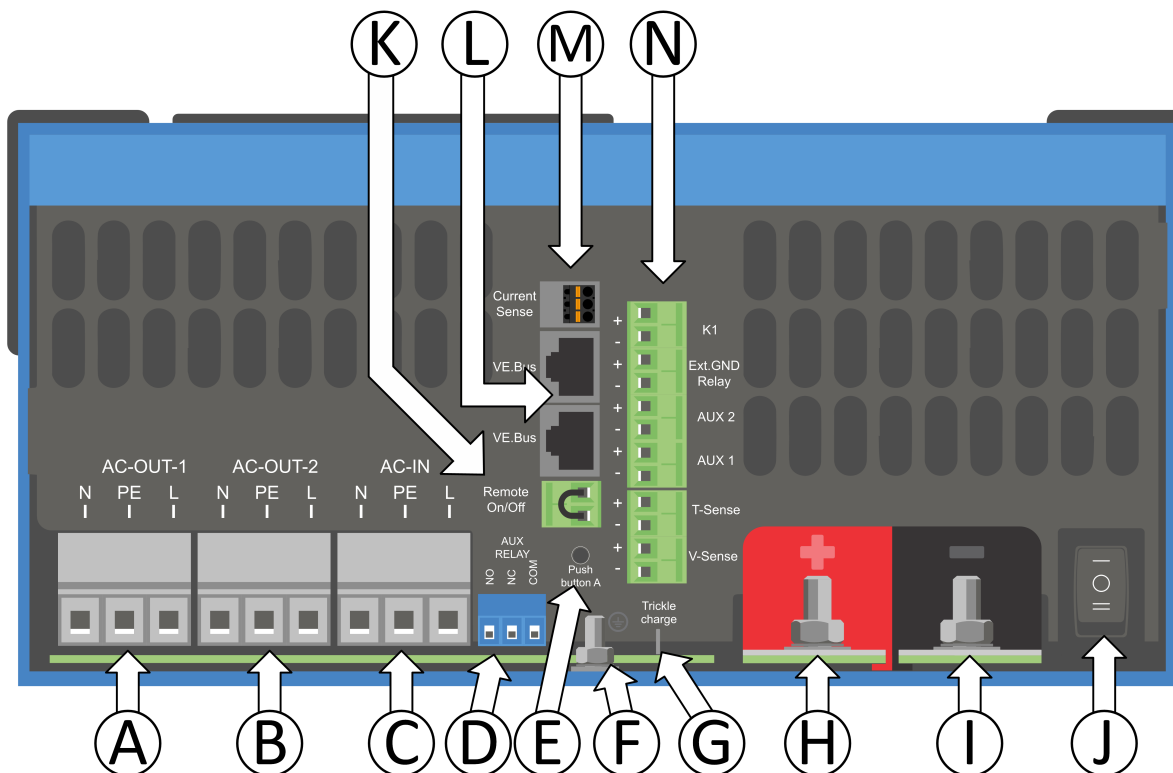 K L M N
Current
Sense
VE.Bus
VE.Bus
Remote
On/Off
+ K1
-
+ Ext.GND
- Relay
+ AUX 2
-
+ AUX 1
-
+ T-Sense
-
+ V-Sense
-
AC-OUT-1 AC-OUT-2 AC-IN
N PE L N PE L N PE L
AUX
RELAY
NO NC COM
Push
button A
Trickle
charge
A B C D E F G H I J